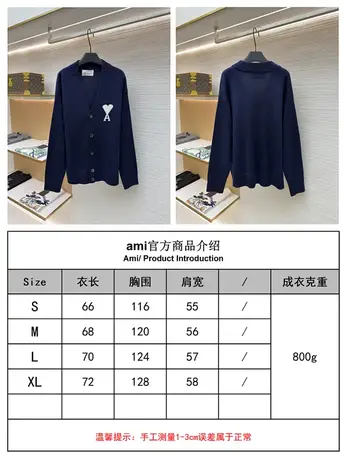 A
ami官方商品介绍
Ami/ Product Introduction
Size 衣长 胸围 肩宽 / 成衣克重
S 66 116 55 /
M 68 120 56 /
L 70 124 57 / 800g
XL 72 128 58 /
/
温馨提示：手工测量1-3cm误差属于正常